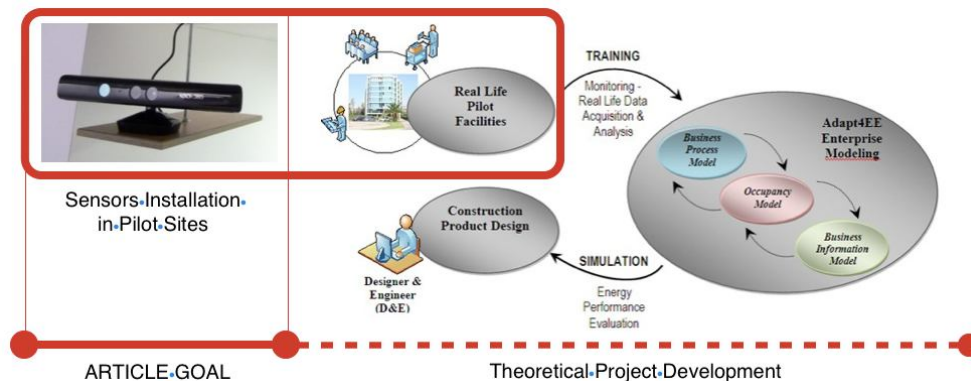 Real Life
Pilot
Facilities
TRAINING
Monitoring -
Real Life Data
Acquisition &
Analysis
Adapt4EE
Enterprise
Modeling
Business
Process
Model
Occupancy
Model
Business
Information
Model
Sensors·Installation·
in·Pilot·Sites
Construction
Product Design
Designer &
Engineer
(D&E)
SIMULATION
Energy
Performance
Evaluation
ARTICLE·GOAL
Theoretical·Project·Development